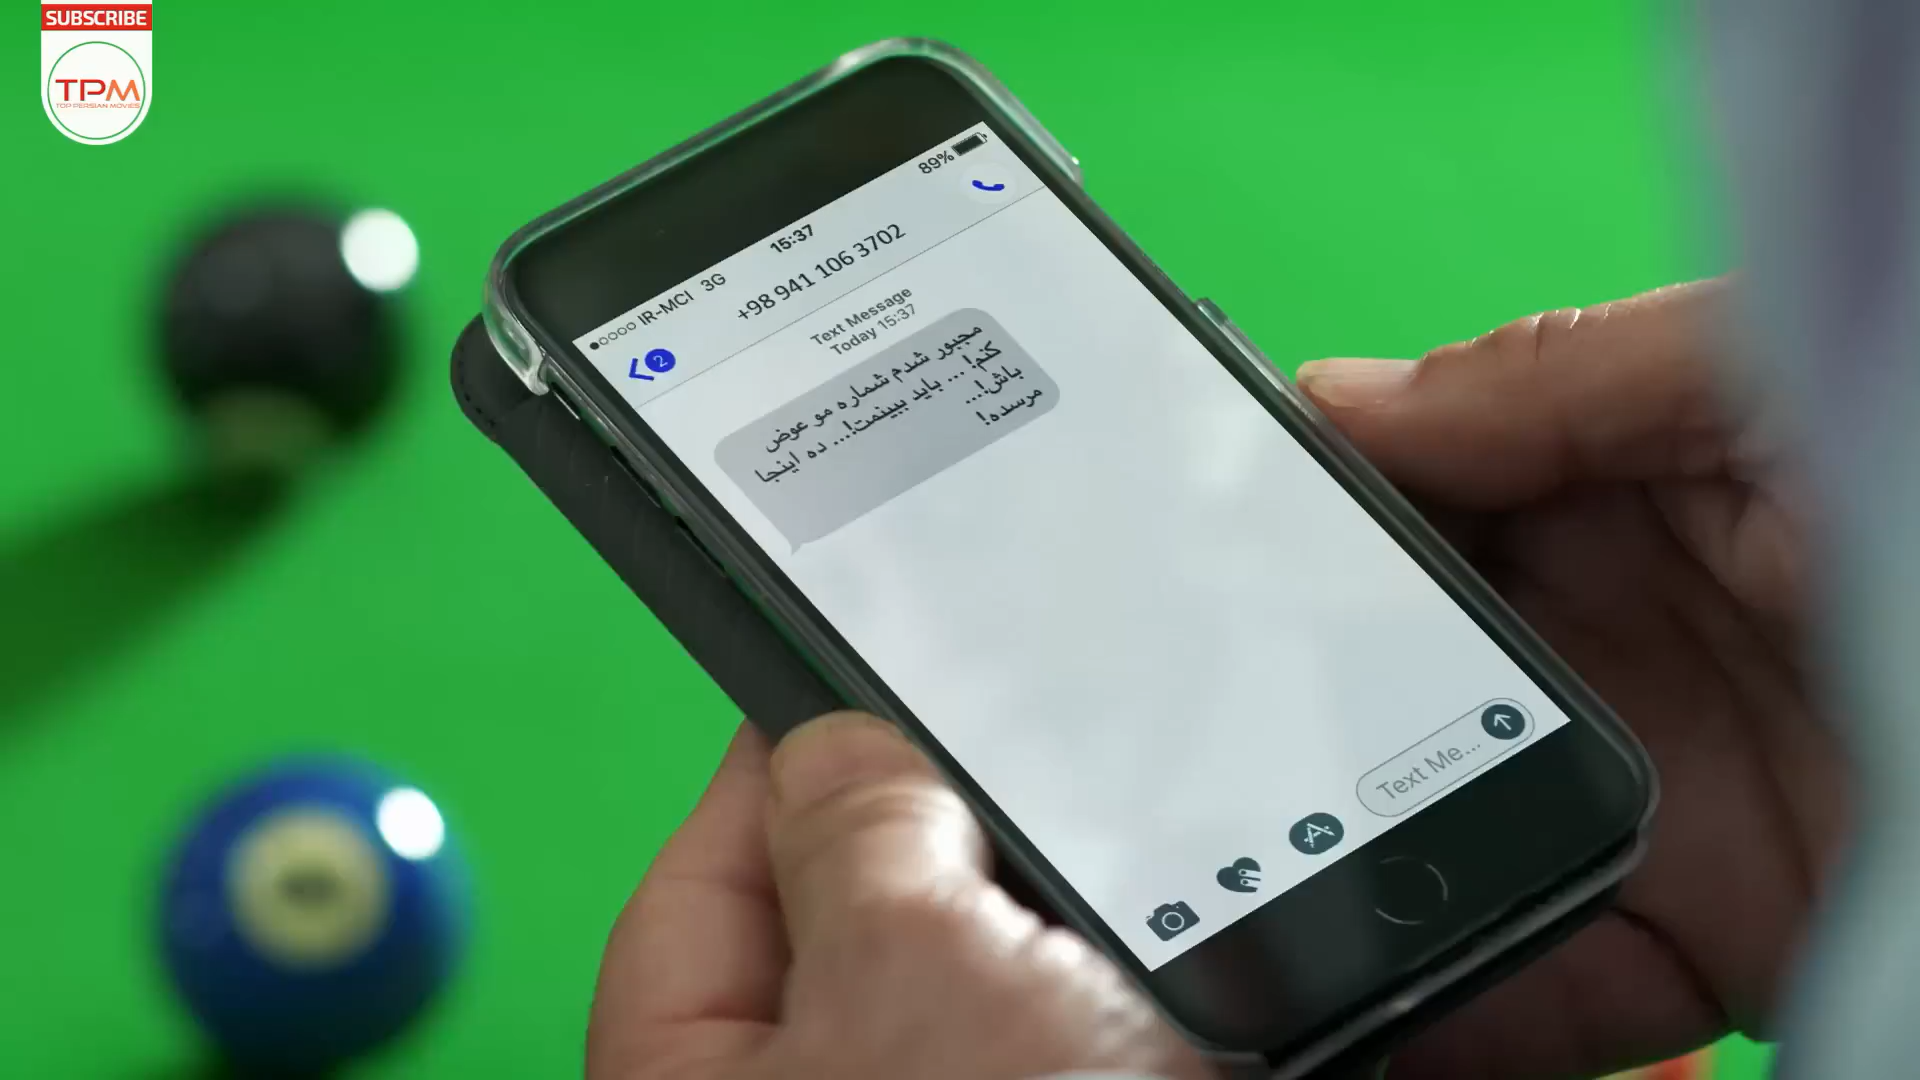 SUBSCRIBE
TPM
TOP PERSIAN MOVIES
IR-MCI 3G
15:37
89%
2
+98 941 106 3702
Text Message
Today 15:37
مجبور شدم شماره مو عوض
کنم!... باید ببینمت!... ده اینجا
باش!...
مرسده!
Text Me...